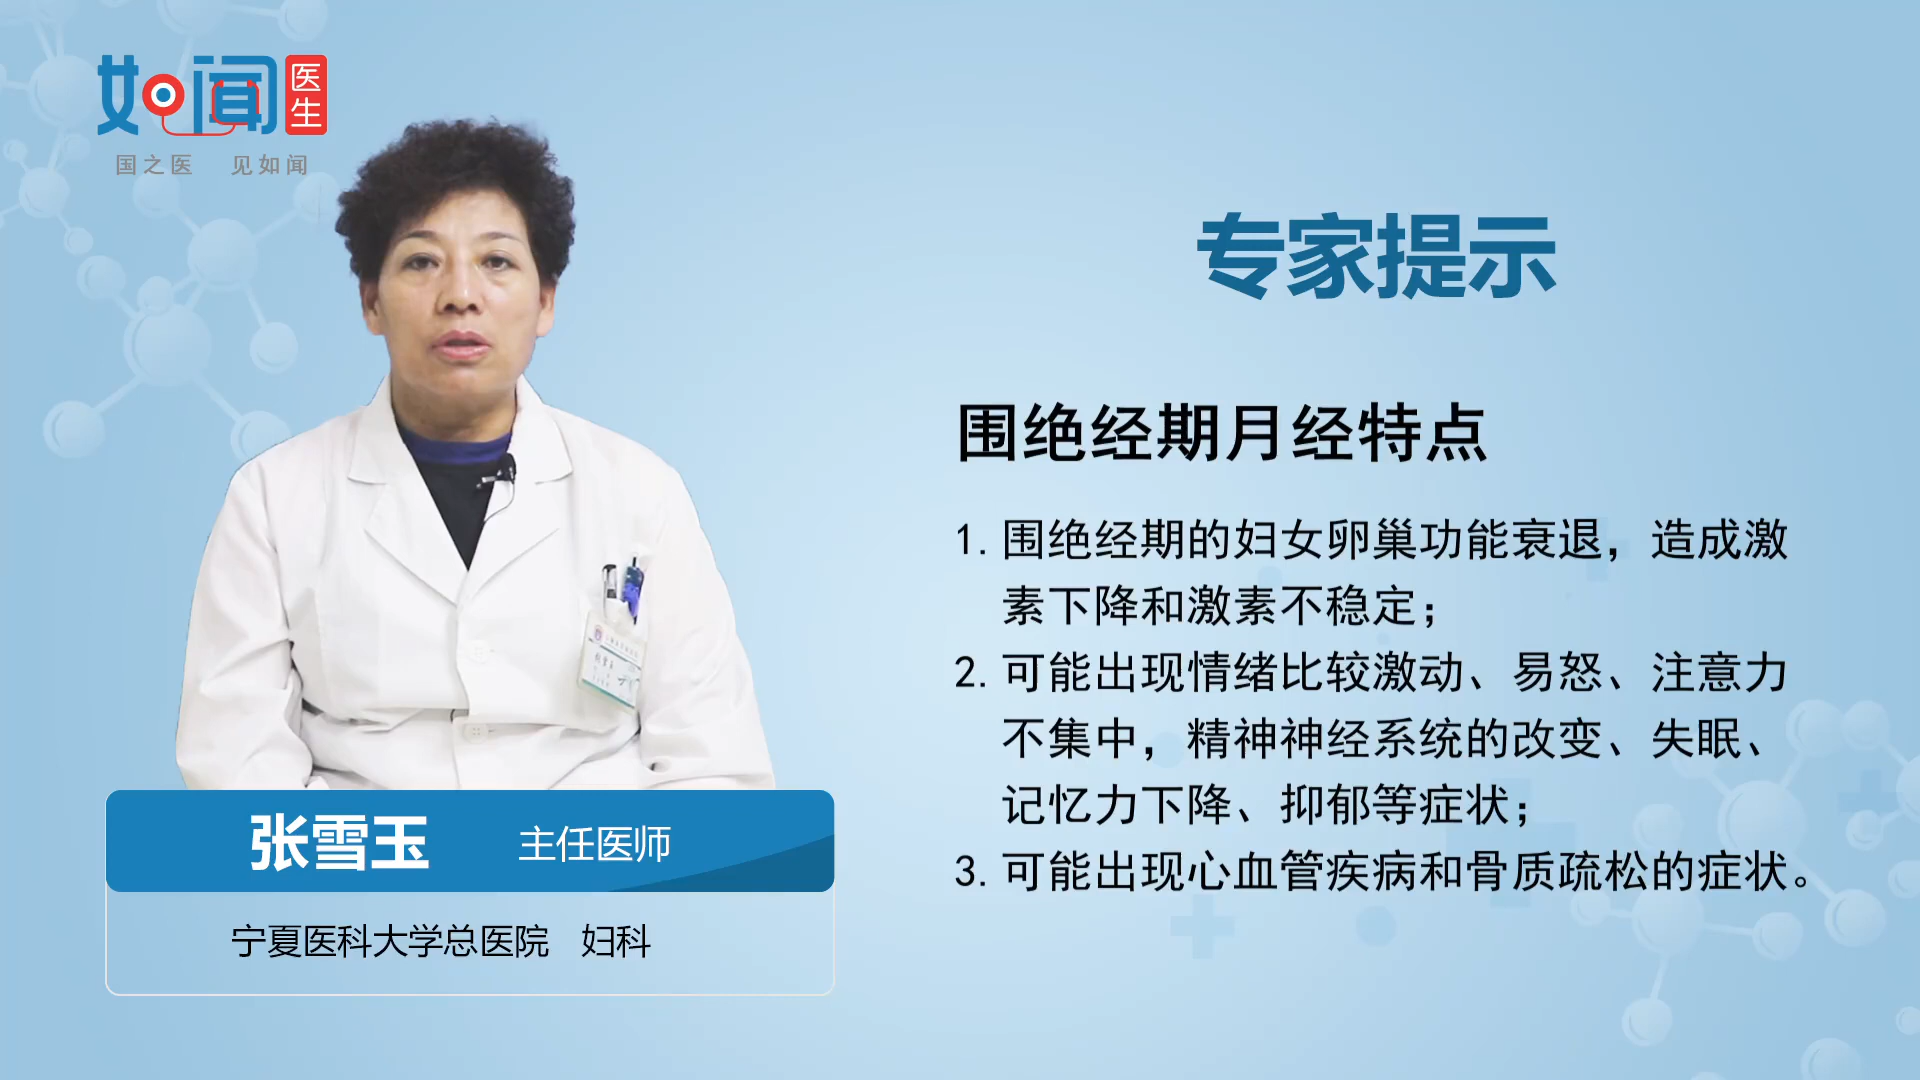 如闻医生
国之医 见如闻
专家提示
围绝经期月经特点
1. 围绝经期的妇女卵巢功能衰退，造成激
素下降和激素不稳定；
2. 可能出现情绪比较激动、易怒、注意力
不集中，精神神经系统的改变、失眠、
记忆力下降、抑郁等症状；
3. 可能出现心血管疾病和骨质疏松的症状。
张雪玉 主任医师
宁夏医科大学总医院 妇科